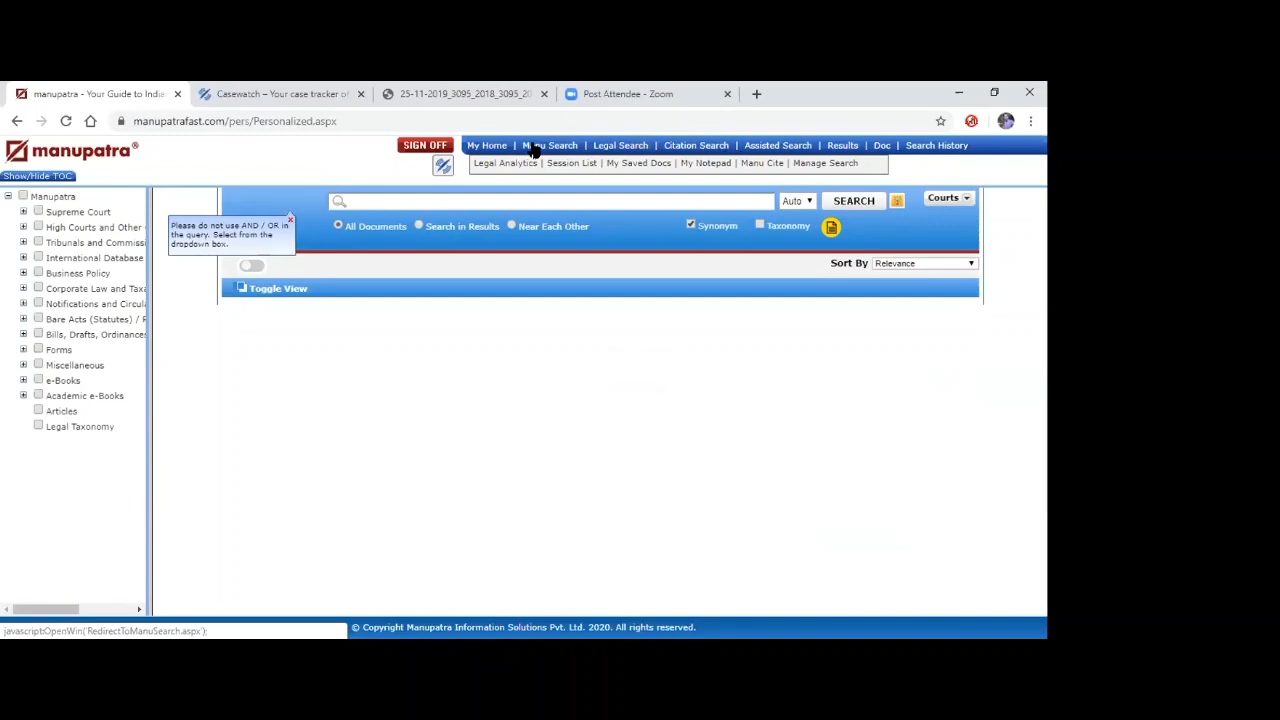 manupatra - Your Guide to India
Casewatch – Your case tracker of
25-11-2019_3095_2018_3095_20
Post Attendee - Zoom
manupatrafast.com/pers/Personalized.aspx
manupatra®
SIGN OFF
My Home | Manu Search | Legal Search | Citation Search | Assisted Search | Results | Doc | Search History
Legal Analytics | Session List | My Saved Docs | My Notepad | Manu Cite | Manage Search
Show/Hide TOC
Manupatra
Supreme Court
High Courts and Other
Tribunals and Commiss
International Database
Business Policy
Corporate Law and Taxa
Notifications and Circula
Bare Acts (Statutes) / R
Bills, Drafts, Ordinances
Forms
Miscellaneous
e-Books
Academic e-Books
Articles
Legal Taxonomy
Auto
SEARCH
Courts
Please do not use AND / OR in
the query. Select from the
dropdown box.
All Documents
Search in Results
Near Each Other
Synonym
Taxonomy
Sort By
Relevance
Toggle View
javascript:OpenWin('RedirectToManuSearch.aspx');
© Copyright Manupatra Information Solutions Pvt. Ltd. 2020. All rights reserved.